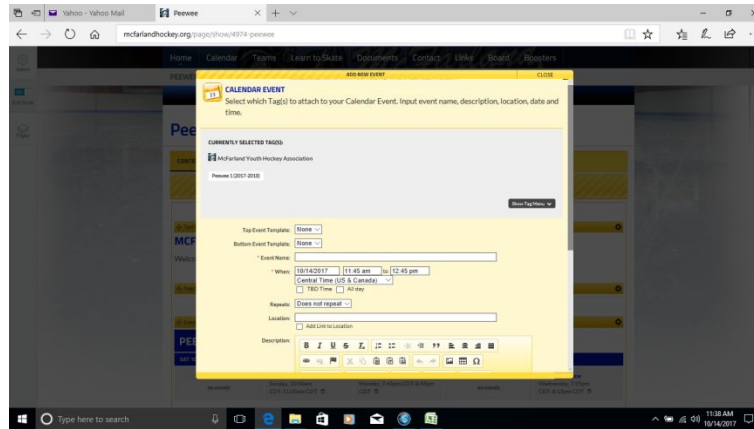 Yahoo - Yahoo Mail
Peewee
mcfarlandhockey.org/page/show/4974-peewee
Home Calendar Teams Learn to Skate Documents Contact Links Board Boosters
ADD NEW EVENT
CLOSE
CALENDAR EVENT
Select which Tag(s) to attach to your Calendar Event. Input event name, description, location, date and
time.
CURRENTLY SELECTED TAG(S):
McFarland Youth Hockey Association
Peewee 1 (2017-2018)
Show Tag Menu
Top Event Template: None
Bottom Event Template: None
* Event Name:
* When: 10/14/2017 11:45 am to 12:45 pm
Central Time (US & Canada)
TBD Time All day
Repeats: Does not repeat
Location:
Add Link to Location
Description:
B I U S
Type here to search
11:38 AM
10/14/2017